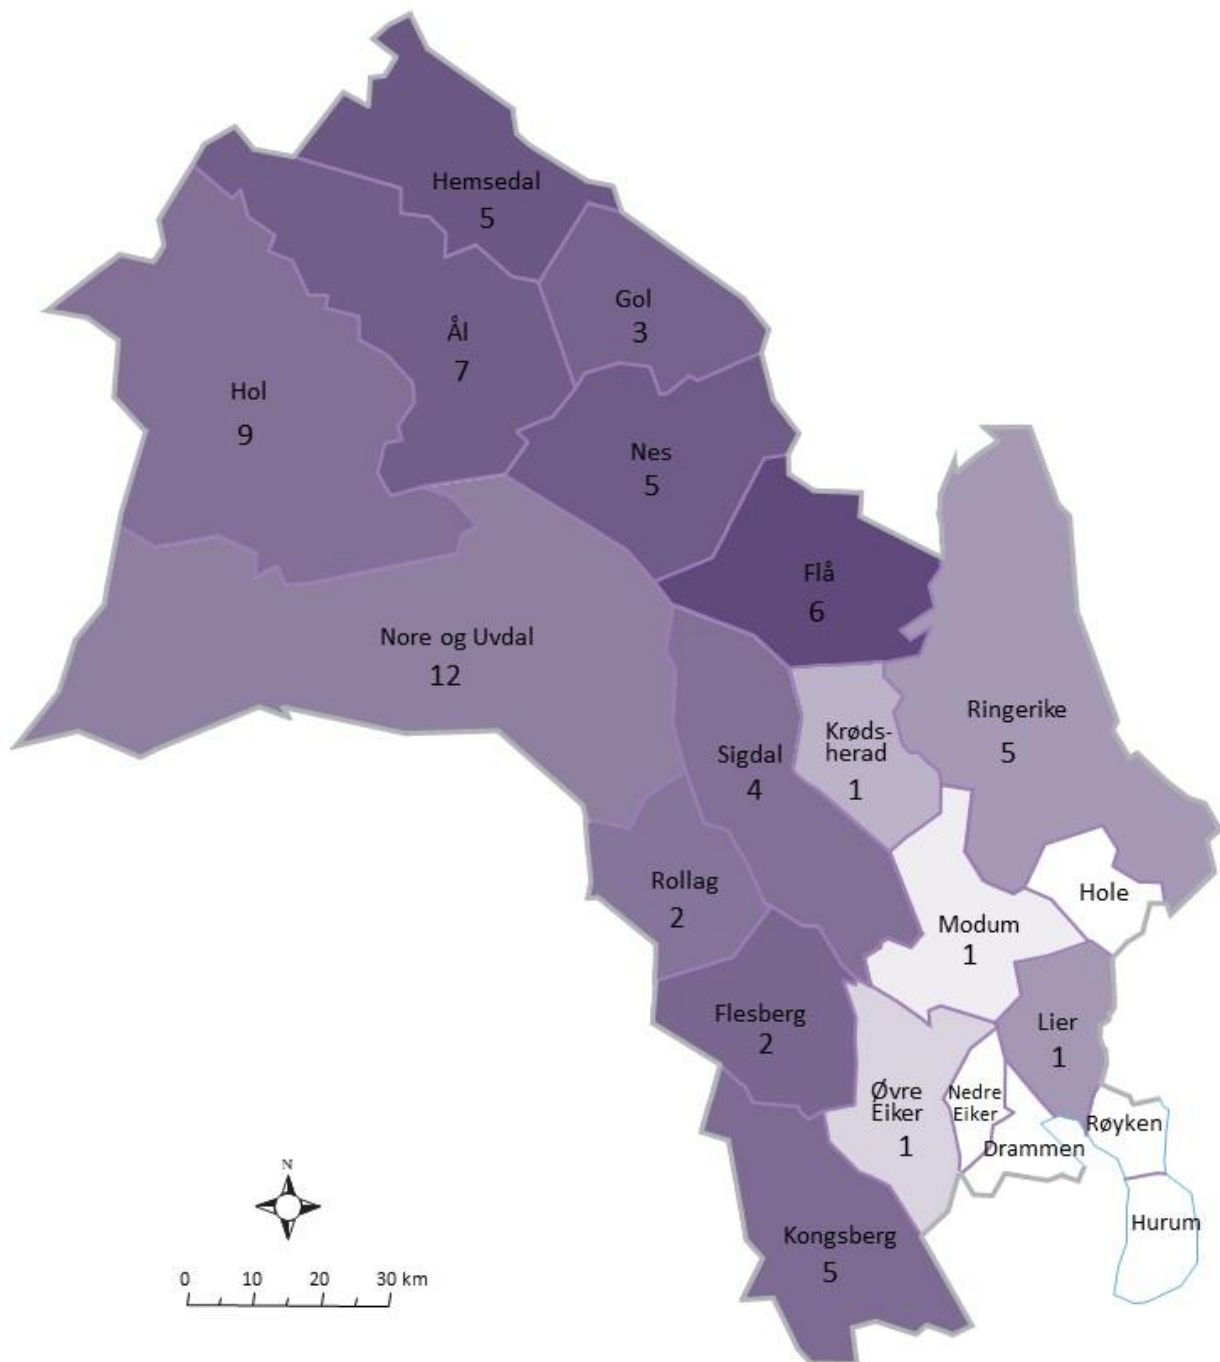 Hemsedal
5
Gol
3
Ål
7
Hol
9
Nes
5
Flå
6
Nore og Uvdal
12
Ringerike
5
Krøds-
herad
1
Sigdal
4
Rollag
2
Hole
Modum
1
Flesberg
2
Lier
1
Øvre
Eiker
1
Nedre
Eiker
Røyken
Drammen
Hurum
Kongsberg
5
N
0 10 20 30 km